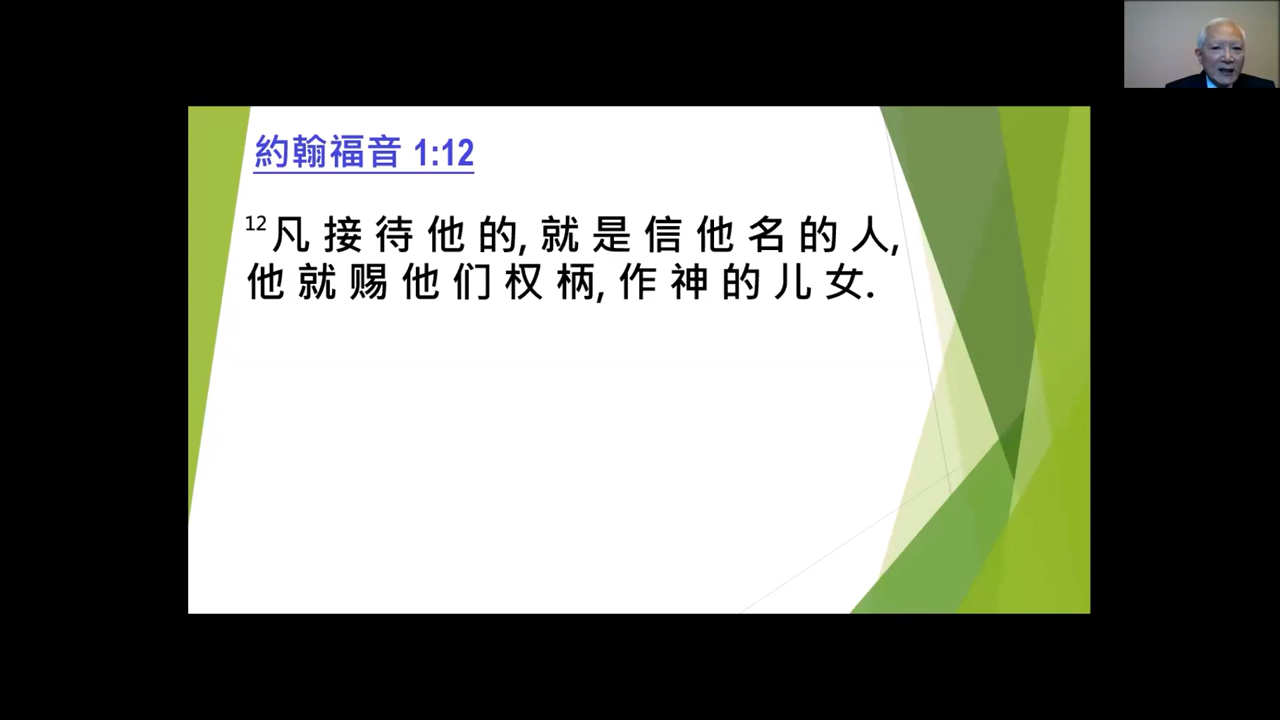 約翰福音 1:12
12凡 接 待 他 的, 就 是 信 他 名 的 人,
他 就 赐 他 们 权 柄, 作 神 的 儿 女.